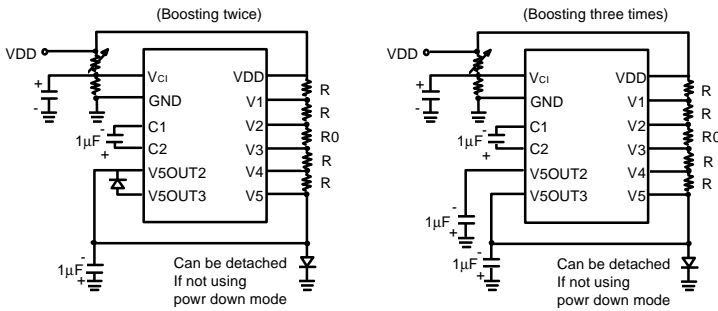 (Boosting twice)
VDD
+
-
VCI
GND
C1
C2
V5OUT2
V5OUT3
VDD
V1
V2
V3
V4
V5
R
R
R0
R
R
-
1µF
+
-
1µF
+
Can be detached
If not using
powr down mode
(Boosting three times)
VDD
+
-
VCI
GND
C1
C2
V5OUT2
V5OUT3
VDD
V1
V2
V3
V4
V5
R
R
R0
R
R
-
1µF
+
-
1µF
+
-
1µF
+
Can be detached
If not using
powr down mode